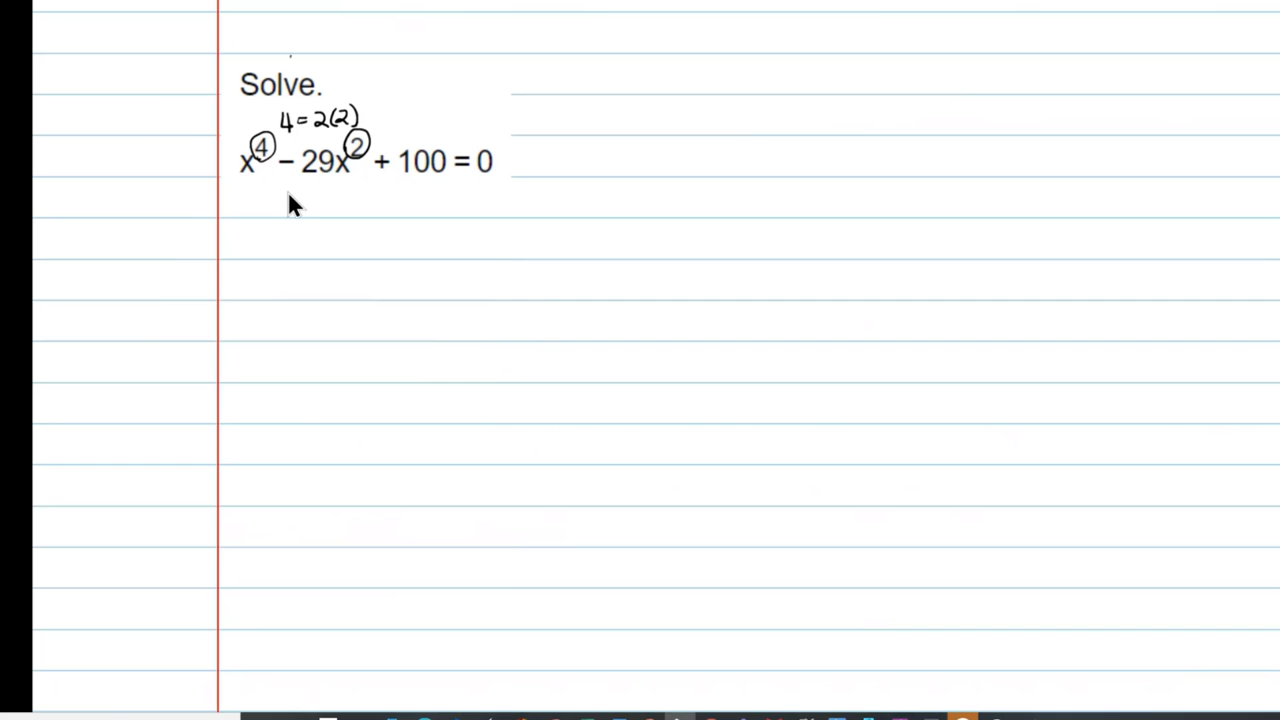 Solve.
4 = 2(2)
x⁴ − 29x² + 100 = 0